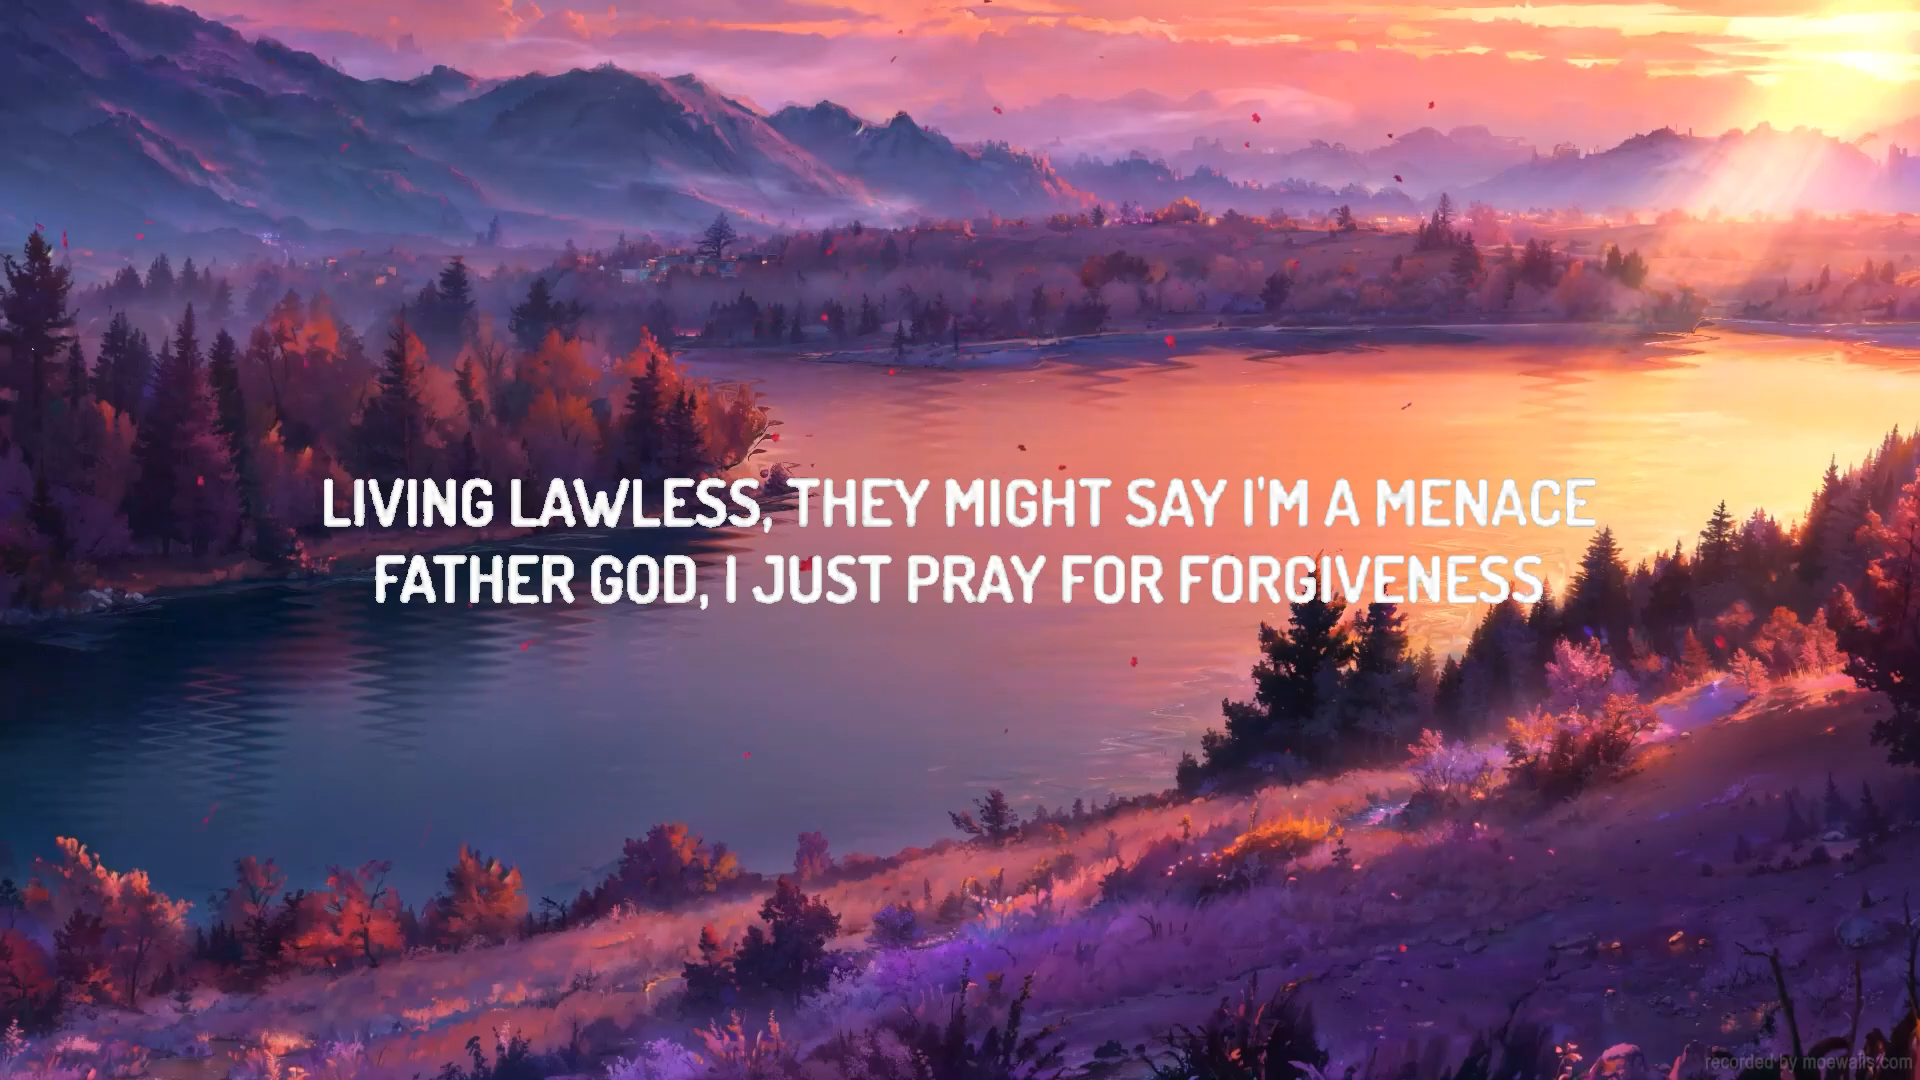 LIVING LAWLESS, THEY MIGHT SAY I'M A MENACE
FATHER GOD, I JUST PRAY FOR FORGIVENESS
recorded by moewalls.com